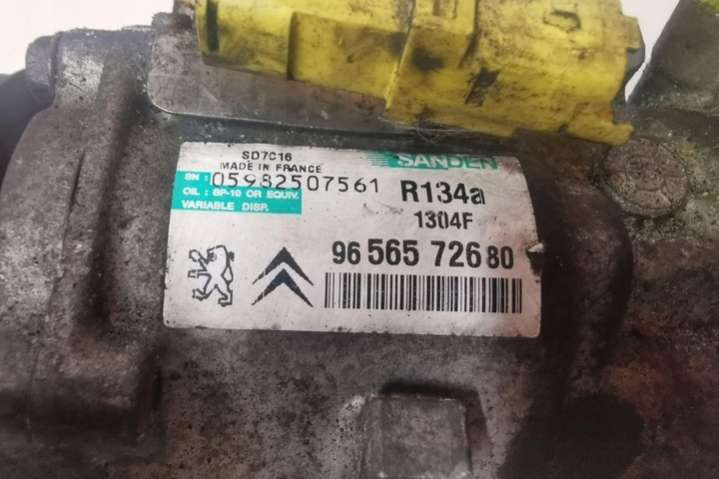 SD7C16
MADE IN FRANCE
SANDEN
SN : 05982507561
R134a
OIL : SP-10 OR EQUIV.
VARIABLE DISP.
1304F
96 565 726 80